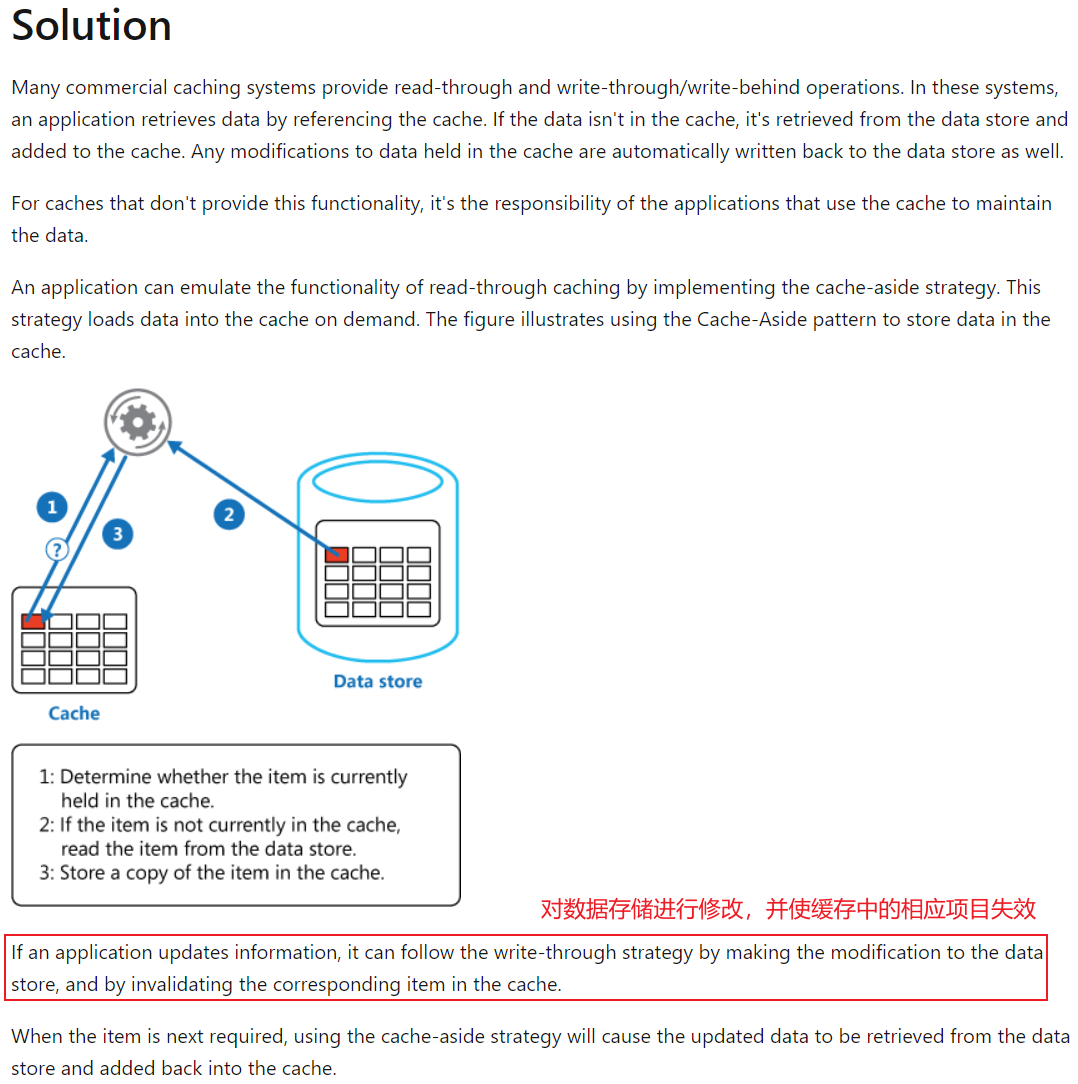 Solution
Many commercial caching systems provide read-through and write-through/write-behind operations. In these systems,
an application retrieves data by referencing the cache. If the data isn't in the cache, it's retrieved from the data store and
added to the cache. Any modifications to data held in the cache are automatically written back to the data store as well.
For caches that don't provide this functionality, it's the responsibility of the applications that use the cache to maintain
the data.
An application can emulate the functionality of read-through caching by implementing the cache-aside strategy. This
strategy loads data into the cache on demand. The figure illustrates using the Cache-Aside pattern to store data in the
cache.
1
2
3
?
Data store
Cache
1: Determine whether the item is currently
held in the cache.
2: If the item is not currently in the cache,
read the item from the data store.
3: Store a copy of the item in the cache.
对数据存储进行修改，并使缓存中的相应项目失效
If an application updates information, it can follow the write-through strategy by making the modification to the data
store, and by invalidating the corresponding item in the cache.
When the item is next required, using the cache-aside strategy will cause the updated data to be retrieved from the data
store and added back into the cache.